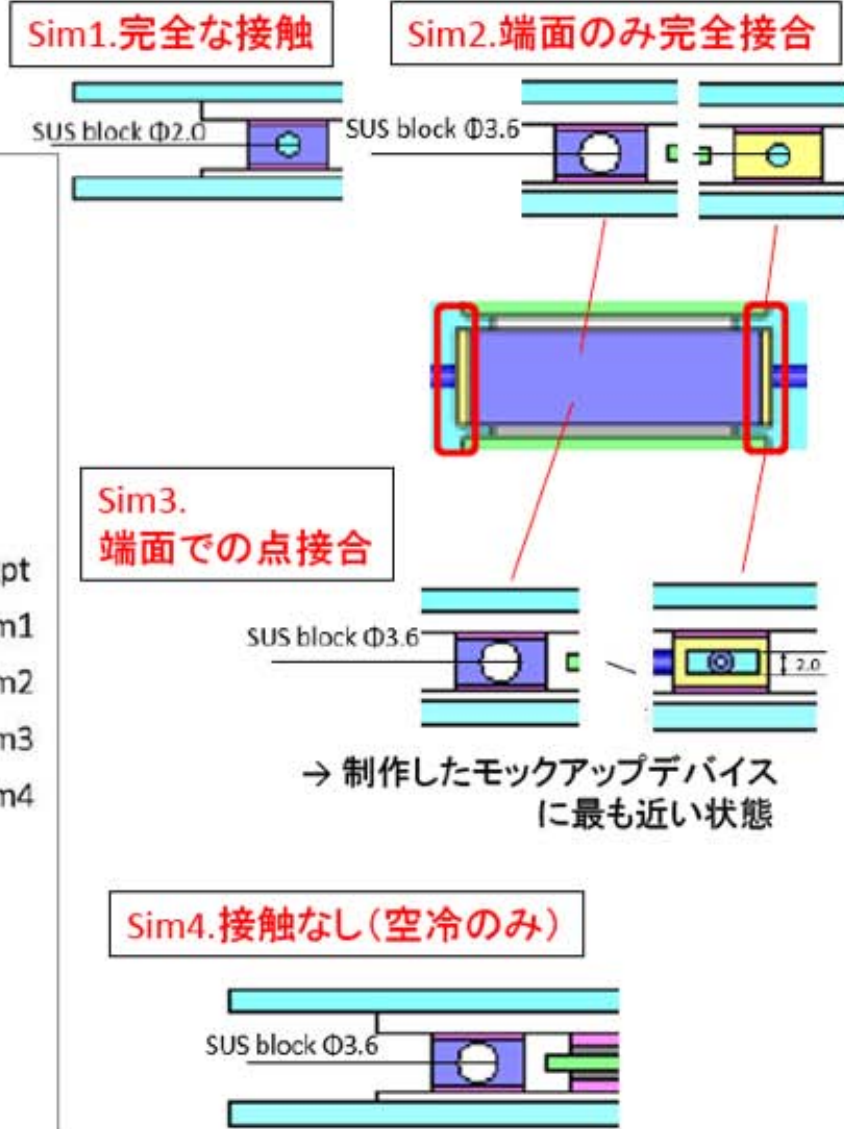 Sim1.完全な接触
Sim2.端面のみ完全接合
SUS block Φ2.0
SUS block Φ3.6
Sim3.
端面での点接合
pt
m1
m2
m3
m4
SUS block Φ3.6
2.0
→ 制作したモックアップデバイス
に最も近い状態
Sim4.接触なし(空冷のみ)
SUS block Φ3.6